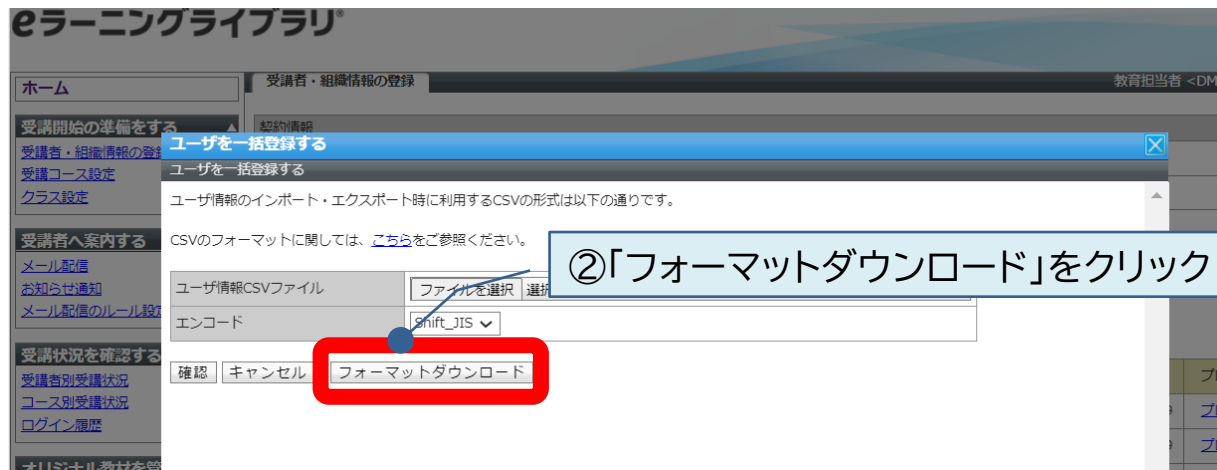 eラーニングライブラリ®
ホーム
受講者・組織情報の登録
教育担当者 <DM
受講開始の準備をする ▲
契約情報
受講者・組織情報の登
受講コース設定
クラス設定
ユーザを一括登録する
ユーザを一括登録する
ユーザ情報のインポート・エクスポート時に利用するCSVの形式は以下の通りです。
CSVのフォーマットに関しては、こちらをご参照ください。
②「フォーマットダウンロード」をクリック
受講者へ案内する
メール配信
お知らせ通知
メール配信のルール設
ユーザ情報CSVファイル
ファイルを選択 選択
エンコード
Shift_JIS
確認 キャンセル フォーマットダウンロード
受講状況を確認する
受講者別受講状況
コース別受講状況
ログイン履歴
オリジナル教材を管